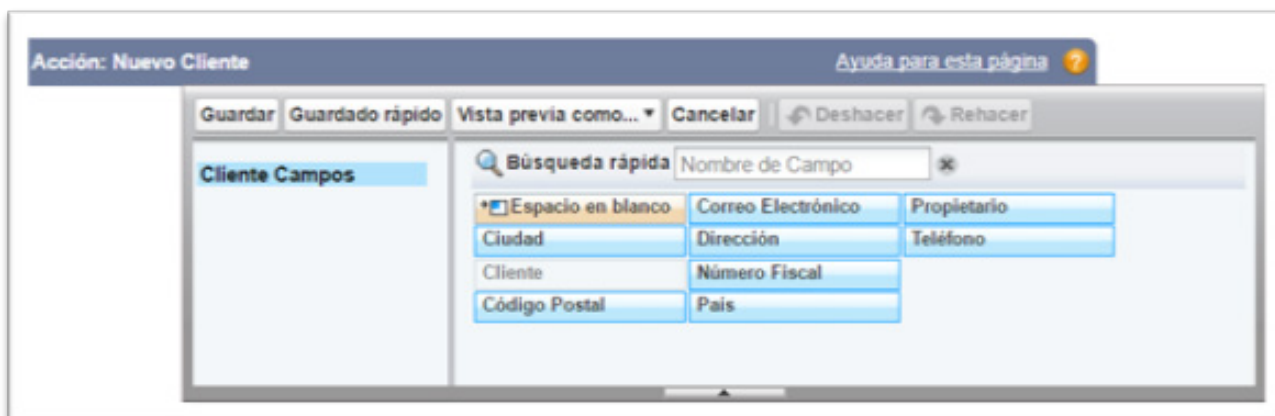 Acción: Nuevo Cliente Ayuda para esta página ?
Guardar Guardado rápido Vista previa como... Cancelar Deshacer Rehacer
Cliente Campos
Búsqueda rápida Nombre de Campo
Espacio en blanco Correo Electrónico Propietario
Ciudad Dirección Teléfono
Cliente Número Fiscal
Código Postal País